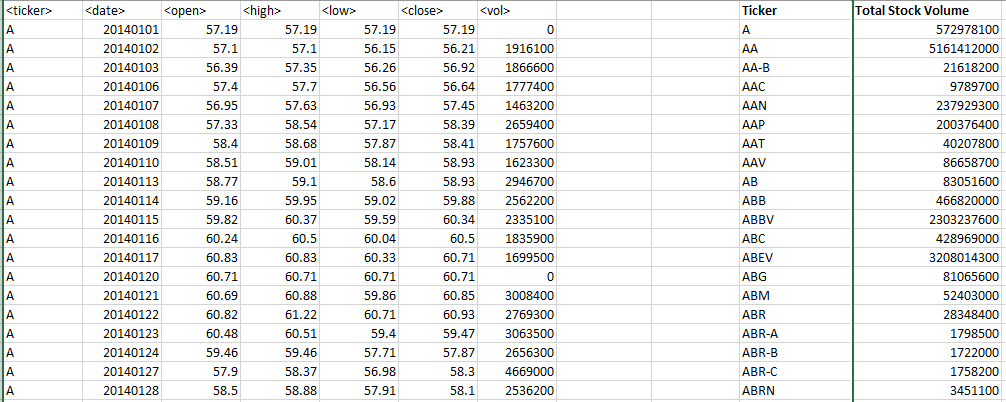 <ticker> <date> <open> <high> <low> <close> <vol> Ticker Total Stock Volume
A 20140101 57.19 57.19 57.19 57.19 0 A 572978100
A 20140102 57.1 57.1 56.15 56.21 1916100 AA 5161412000
A 20140103 56.39 57.35 56.26 56.92 1866600 AA-B 21618200
A 20140106 57.4 57.7 56.56 56.64 1777400 AAC 9789700
A 20140107 56.95 57.63 56.93 57.45 1463200 AAN 237929300
A 20140108 57.33 58.54 57.17 58.39 2659400 AAP 200376400
A 20140109 58.4 58.68 57.87 58.41 1757600 AAT 40207800
A 20140110 58.51 59.01 58.14 58.93 1623300 AAV 86658700
A 20140113 58.77 59.1 58.6 58.93 2946700 AB 83051600
A 20140114 59.16 59.95 59.02 59.88 2562200 ABB 466820000
A 20140115 59.82 60.37 59.59 60.34 2335100 ABBV 2303237600
A 20140116 60.24 60.5 60.04 60.5 1835900 ABC 428969000
A 20140117 60.83 60.83 60.33 60.71 1699500 ABEV 3208014300
A 20140120 60.71 60.71 60.71 60.71 0 ABG 81065600
A 20140121 60.69 60.88 59.86 60.85 3008400 ABM 52403000
A 20140122 60.82 61.22 60.71 60.93 2769300 ABR 28348400
A 20140123 60.48 60.51 59.4 59.47 3063500 ABR-A 1798500
A 20140124 59.46 59.46 57.71 57.87 2656300 ABR-B 1722000
A 20140127 57.9 58.37 56.98 58.3 4669000 ABR-C 1758200
A 20140128 58.5 58.88 57.91 58.1 2536200 ABRN 3451100